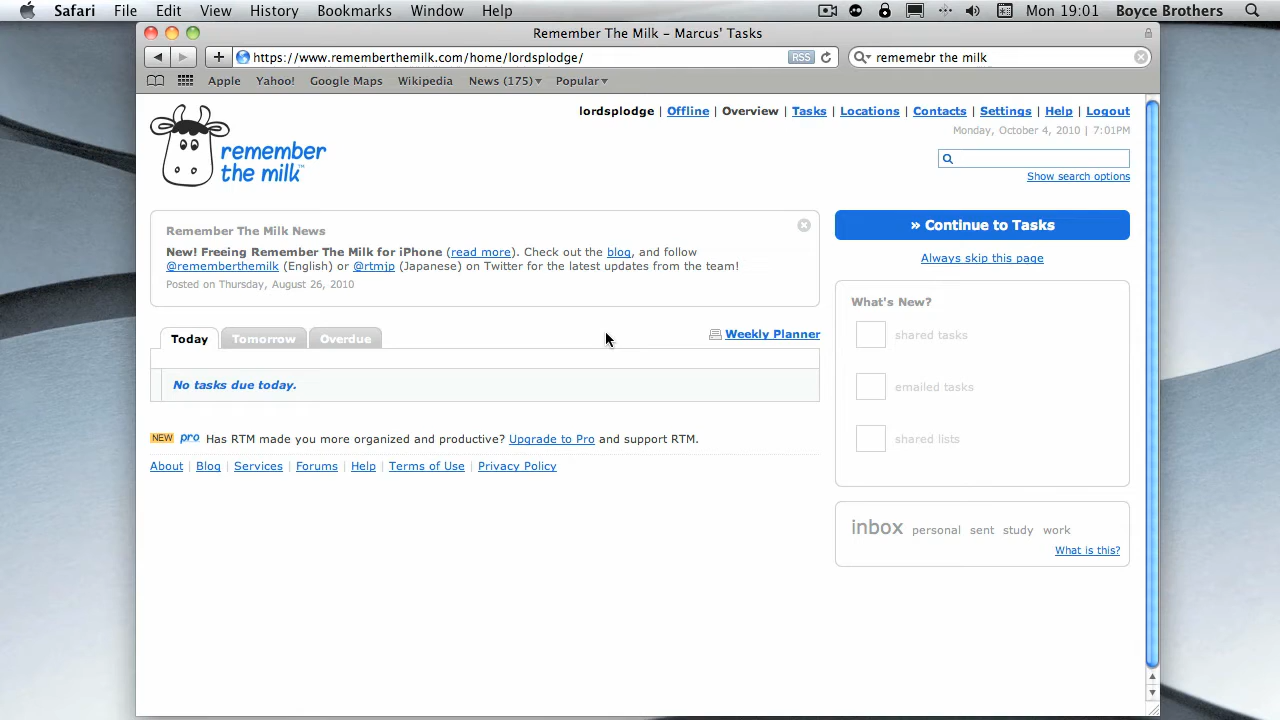 Safari File Edit View History Bookmarks Window Help Mon 19:01 Boyce Brothers
Remember The Milk – Marcus' Tasks
https://www.rememberthemilk.com/home/lordsplodge/ RSS rememebr the milk
Apple Yahoo! Google Maps Wikipedia News (175) Popular
lordsplodge | Offline | Overview | Tasks | Locations | Contacts | Settings | Help | Logout
Monday, October 4, 2010 | 7:01PM
remember
the milk™
Show search options
Remember The Milk News
New! Freeing Remember The Milk for iPhone (read more). Check out the blog, and follow
@rememberthemilk (English) or @rtmjp (Japanese) on Twitter for the latest updates from the team!
Posted on Thursday, August 26, 2010
» Continue to Tasks
Always skip this page
What's New?
shared tasks
emailed tasks
shared lists
Today Tomorrow Overdue Weekly Planner
No tasks due today.
NEW pro Has RTM made you more organized and productive? Upgrade to Pro and support RTM.
About | Blog | Services | Forums | Help | Terms of Use | Privacy Policy
inbox personal sent study work
What is this?